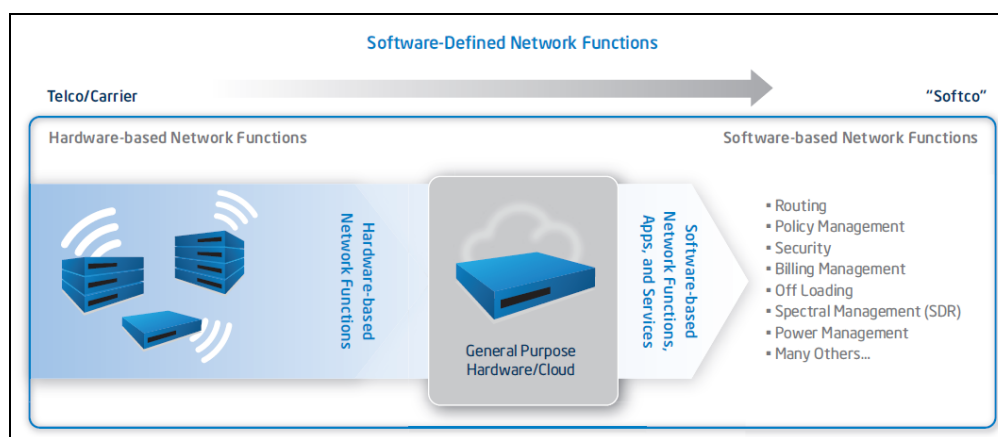 Software-Defined Network Functions
Telco/Carrier
“Softco”
Hardware-based Network Functions
Software-based Network Functions
Hardware-based
Network Functions
General Purpose
Hardware/Cloud
Software-based
Network Functions,
Apps, and Services
▪ Routing
▪ Policy Management
▪ Security
▪ Billing Management
▪ Off Loading
▪ Spectral Management (SDR)
▪ Power Management
▪ Many Others...